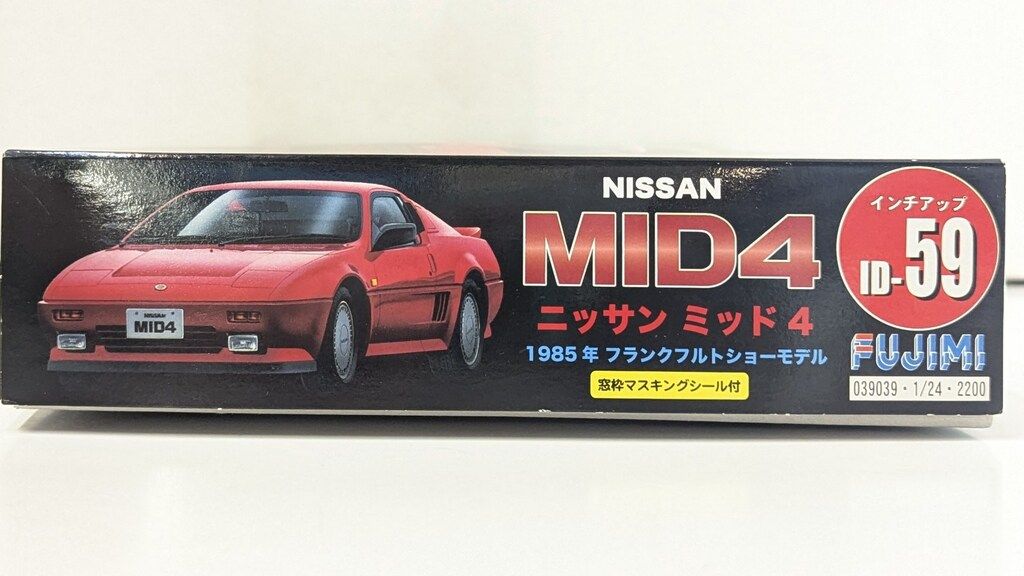 NISSAN
MID4
NISSAN
MID4
ニッサン ミッド 4
1985年 フランクフルトショーモデル
窓枠マスキングシール付
インチアップ
ID-59
FUJIMI
039039・1/24・2200